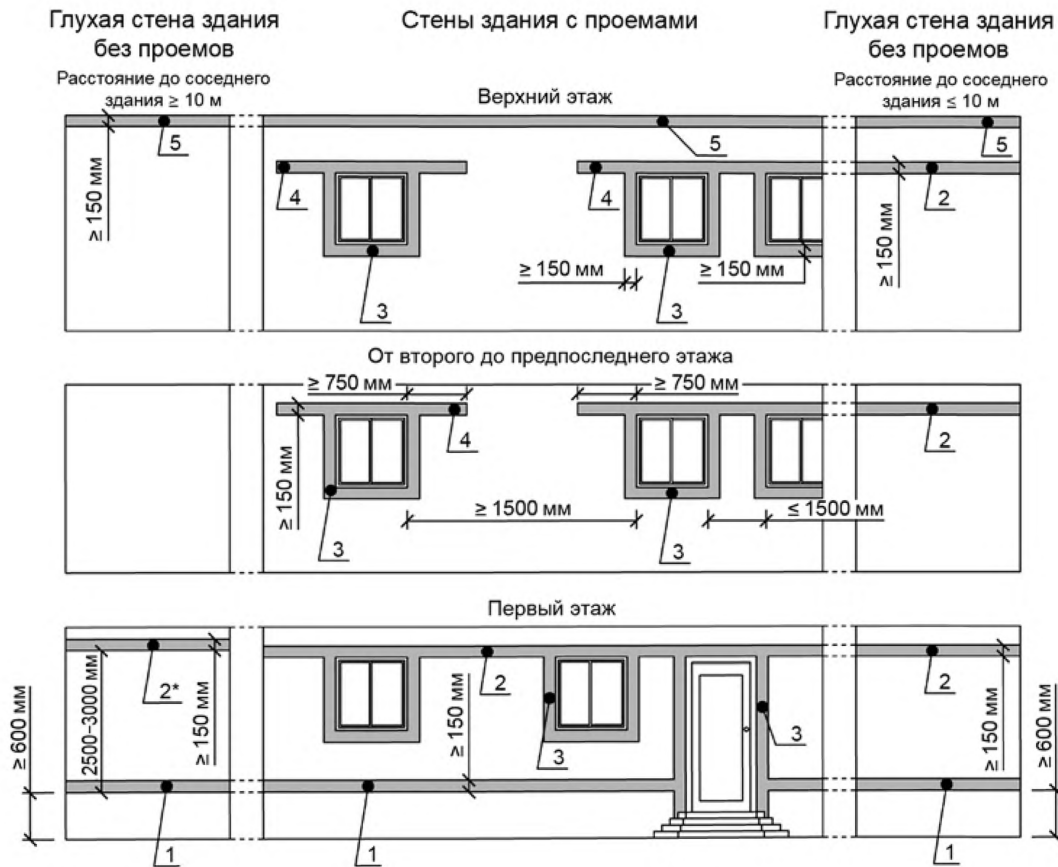 Глухая стена здания
без проемов
Расстояние до соседнего
здания ≥ 10 м
Стены здания с проемами
Глухая стена здания
без проемов
Расстояние до соседнего
здания ≤ 10 м
Верхний этаж
5
5
5
≥ 150 мм
4
4
2
≥ 150 мм
≥ 150 мм
≥ 150 мм
3
3
От второго до предпоследнего этажа
≥ 750 мм
≥ 750 мм
≥ 150 мм
4
2
≥ 1500 мм
≤ 1500 мм
3
3
Первый этаж
2*
2
2
≥ 600 мм
2500–3000 мм
≥ 150 мм
≥ 150 мм
3
3
≥ 150 мм
≥ 600 мм
1
1
1